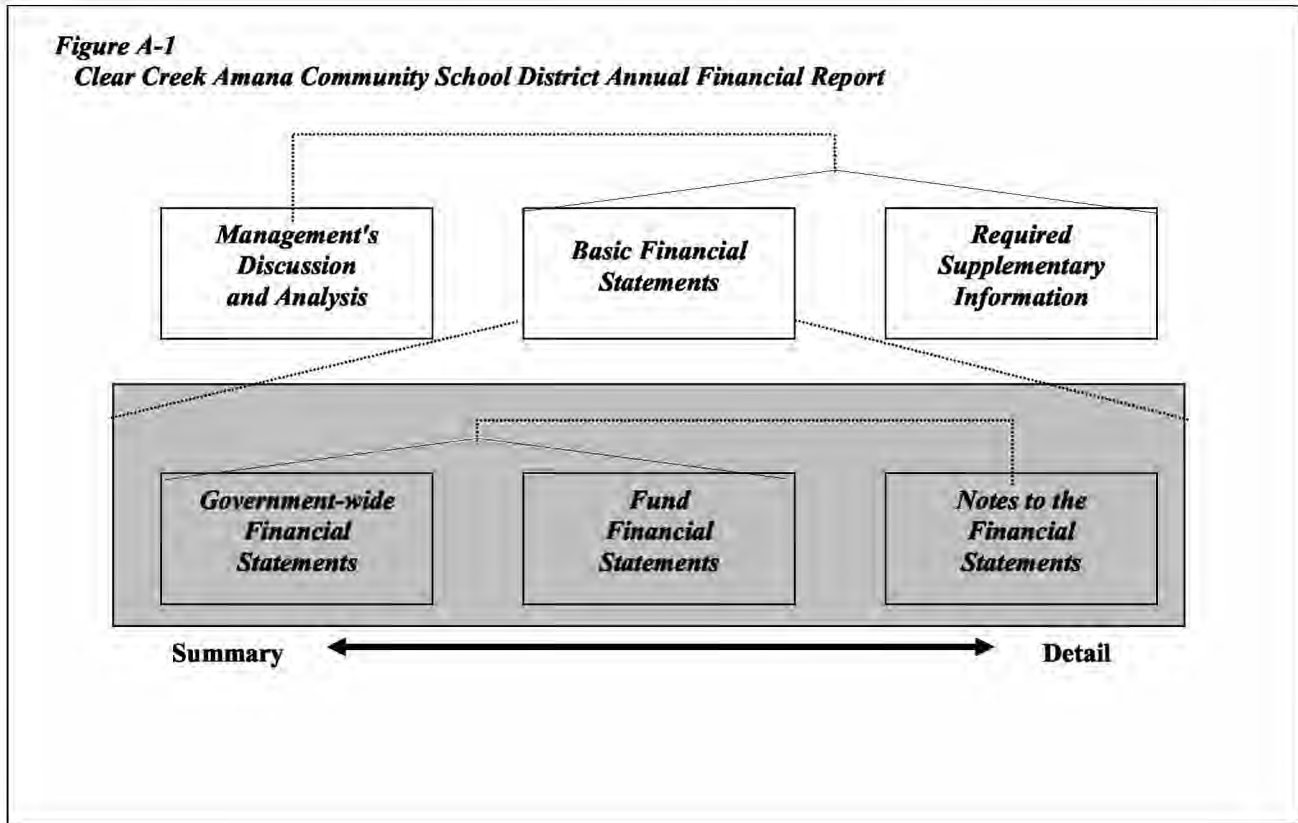 Figure A-1
Clear Creek Amana Community School District Annual Financial Report
Management's
Discussion
and Analysis
Basic Financial
Statements
Required
Supplementary
Information
Government-wide
Financial
Statements
Fund
Financial
Statements
Notes to the
Financial
Statements
Summary
Detail